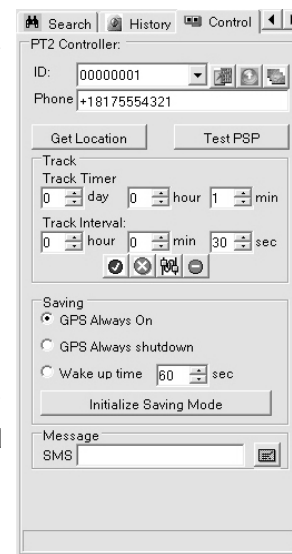 Search History Control
PT2 Controller:
ID: 00000001
Phone +18175554321
Get Location Test PSP
Track
Track Timer
0 day 0 hour 1 min
Track Interval:
0 hour 0 min 30 sec
Saving
GPS Always On
GPS Always shutdown
Wake up time 60 sec
Initialize Saving Mode
Message
SMS